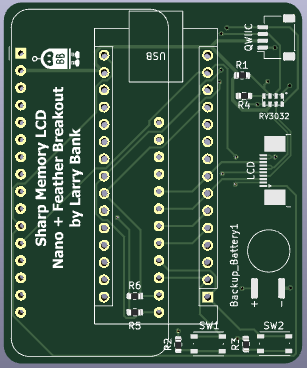 QWIIC
USB
BB
R1
R4
RV3032
LCD
Sharp Memory LCD
Nano + Feather Breakout
by Larry Bank
Backup_Battery1
+ -
R6
R5
SW1
SW2
R2
R3